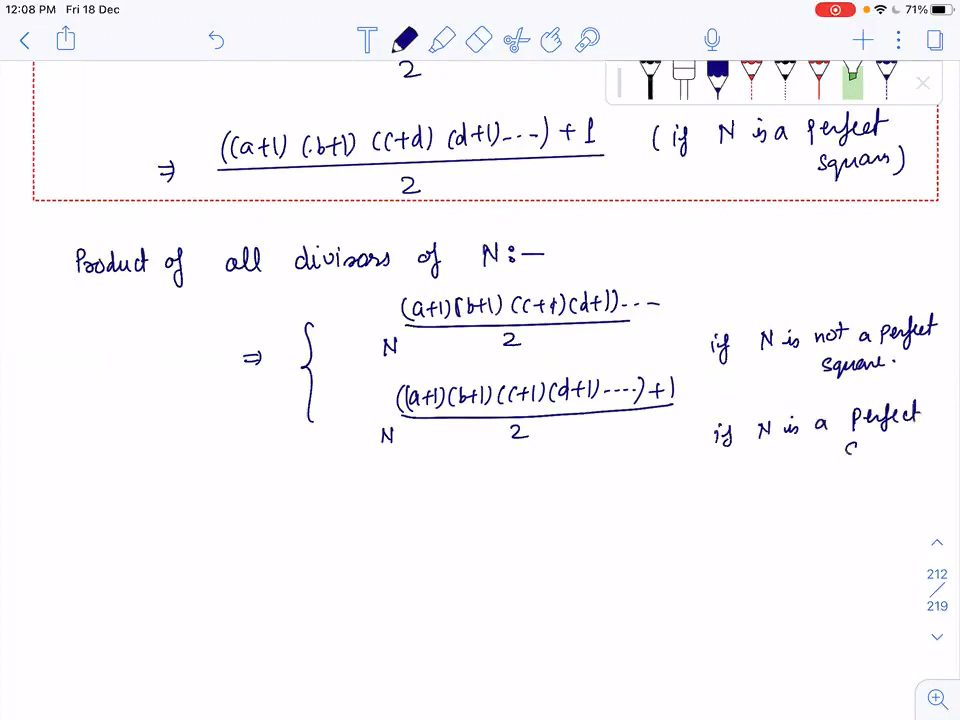 12:08 PM Fri 18 Dec
71%
T
2
⇒ ((a+1) (b+1) (c+d) (d+1)....) + 1 (if N is a perfect
2
square)
Product of all divisors of N:—
(a+1)(b+1)(c+1)(d+1))...-
⇒ { N 2 if N is not a perfect
square.
((a+1)(b+1)(c+1)(d+1)-....)+1
N 2 if N is a perfect
212
219